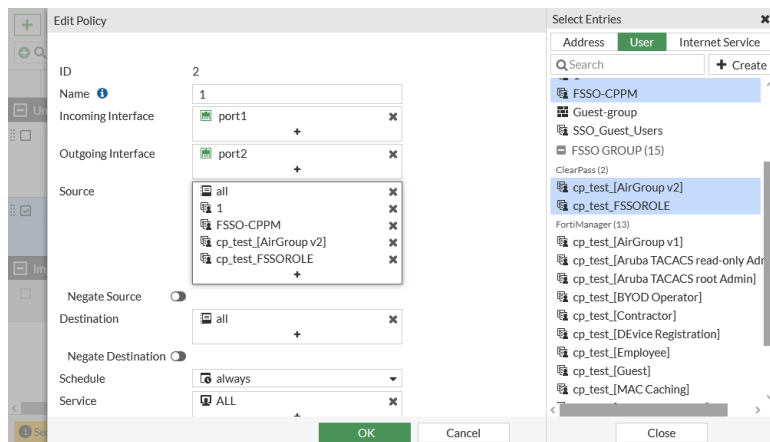 Edit Policy
ID 2
Name 1
Incoming Interface port1
+
Outgoing Interface port2
+
Source all
1
FSSO-CPPM
cp_test_[AirGroup v2]
cp_test_FSSOROLE
+
Negate Source
Destination all
+
Negate Destination
Schedule always
Service ALL
OK Cancel
Select Entries
Address User Internet Service
Search + Create
FSSO-CPPM
Guest-group
SSO_Guest_Users
FSSO GROUP (15)
ClearPass (2)
cp_test_[AirGroup v2]
cp_test_FSSOROLE
FortiManager (13)
cp_test_[AirGroup v1]
cp_test_[Aruba TACACS read-only Adr
cp_test_[Aruba TACACS root Admin]
cp_test_[BYOD Operator]
cp_test_[Contractor]
cp_test_[DEvice Registration]
cp_test_[Employee]
cp_test_[Guest]
cp_test_[MAC Caching]
Close